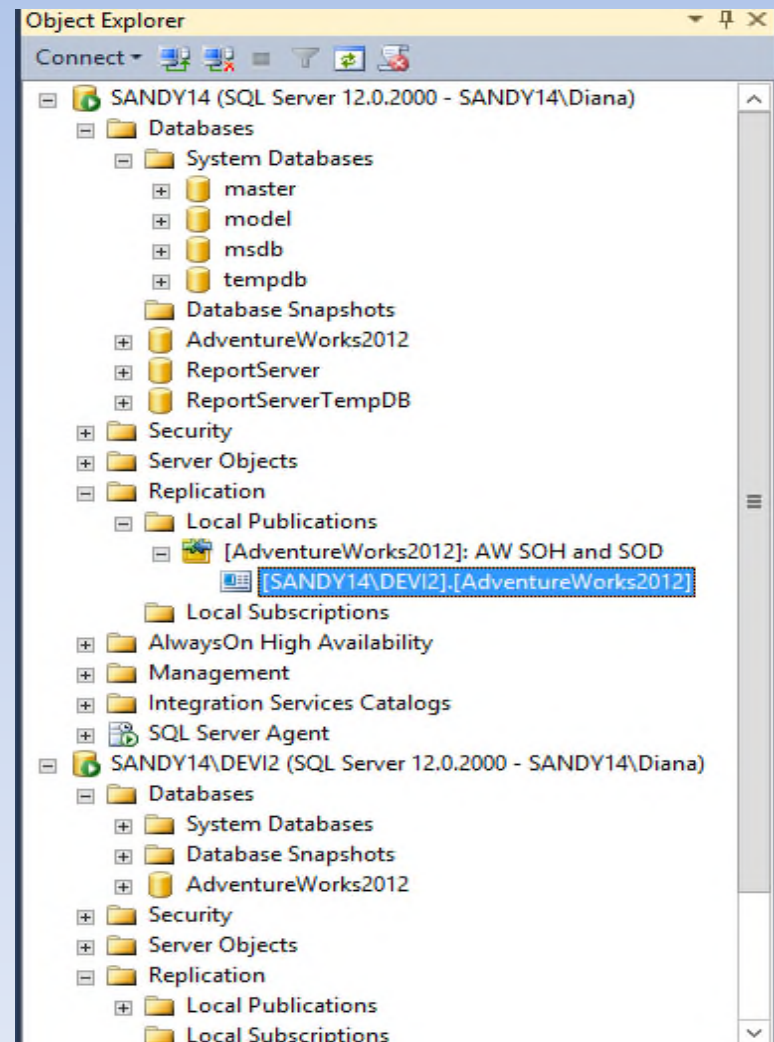 Object Explorer
Connect
SANDY14 (SQL Server 12.0.2000 - SANDY14\Diana)
Databases
System Databases
master
model
msdb
tempdb
Database Snapshots
AdventureWorks2012
ReportServer
ReportServerTempDB
Security
Server Objects
Replication
Local Publications
[AdventureWorks2012]: AW SOH and SOD
[SANDY14\DEVI2].[AdventureWorks2012]
Local Subscriptions
AlwaysOn High Availability
Management
Integration Services Catalogs
SQL Server Agent
SANDY14\DEVI2 (SQL Server 12.0.2000 - SANDY14\Diana)
Databases
System Databases
Database Snapshots
AdventureWorks2012
Security
Server Objects
Replication
Local Publications
Local Subscriptions